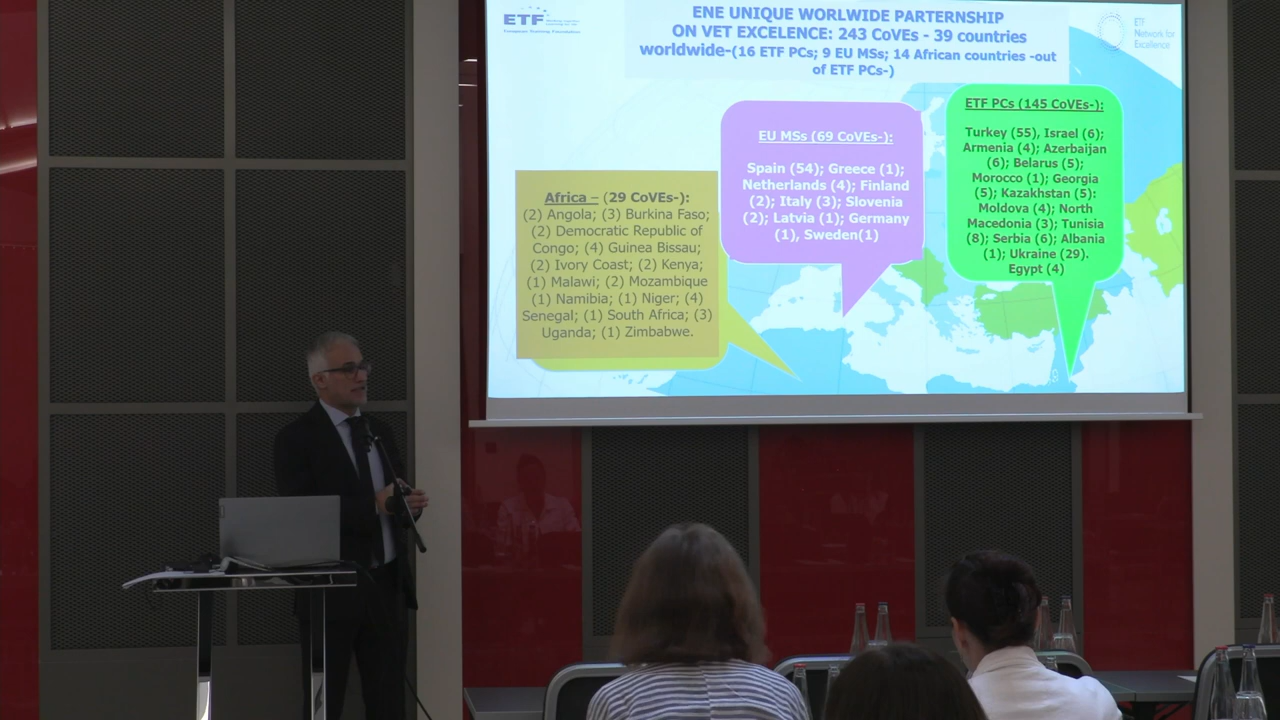 ETF
European Training Foundation
ENE UNIQUE WORLWIDE PARTERNSHIP
ON VET EXCELENCE: 243 CoVEs - 39 countries
worldwide-(16 ETF PCs; 9 EU MSs; 14 African countries -out
of ETF PCs-)
ETF
Network for
Excellence
Africa – (29 CoVEs-):
(2) Angola; (3) Burkina Faso;
(2) Democratic Republic of
Congo; (4) Guinea Bissau;
(2) Ivory Coast; (2) Kenya;
(1) Malawi; (2) Mozambique
(1) Namibia; (1) Niger; (4)
Senegal; (1) South Africa; (3)
Uganda; (1) Zimbabwe.
EU MSs (69 CoVEs-):
Spain (54); Greece (1);
Netherlands (4); Finland
(2); Italy (3); Slovenia
(2); Latvia (1); Germany
(1), Sweden(1)
ETF PCs (145 CoVEs-):
Turkey (55), Israel (6);
Armenia (4); Azerbaijan
(6); Belarus (5);
Morocco (1); Georgia
(5); Kazakhstan (5):
Moldova (4); North
Macedonia (3); Tunisia
(8); Serbia (6); Albania
(1); Ukraine (29).
Egypt (4)